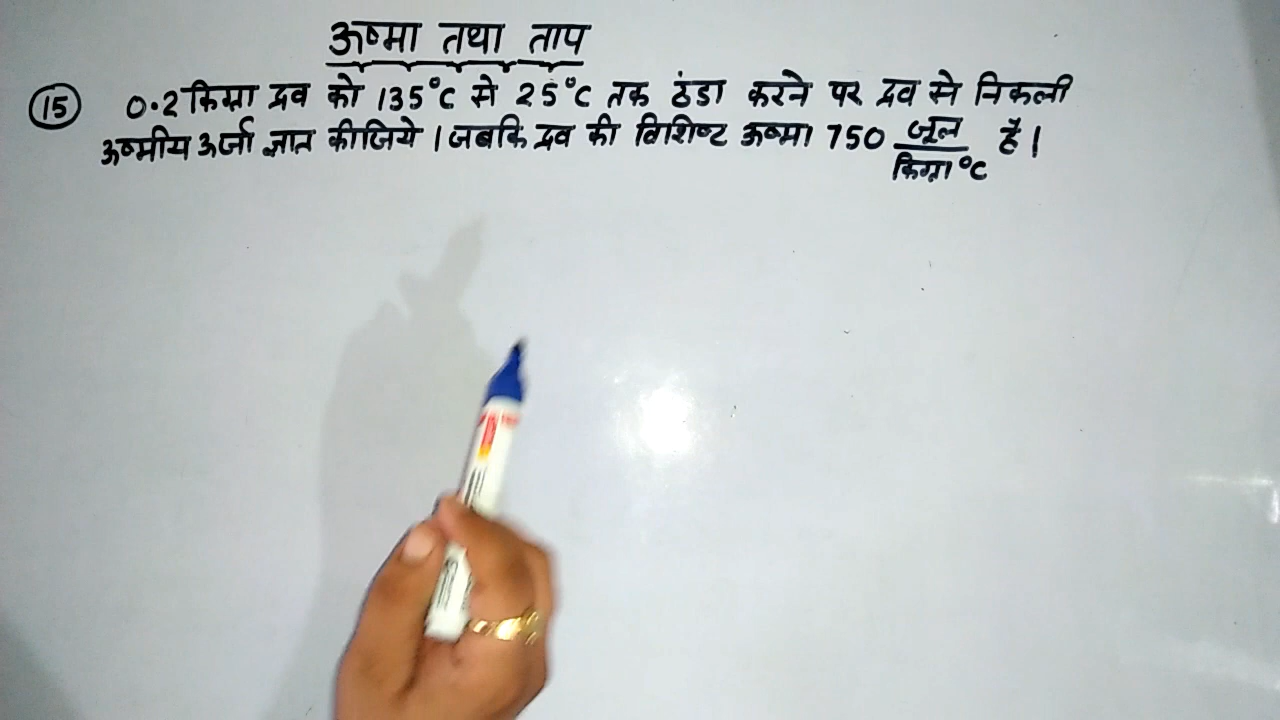 ऊष्मा तथा ताप
(15) 0.2 किग्रा द्रव को 135°C से 25°C तक ठंडा करने पर द्रव से निकली
ऊष्मीय ऊर्जा ज्ञात कीजिये । जबकि द्रव की विशिष्ट ऊष्मा 750 जूल/किग्रा °C है ।